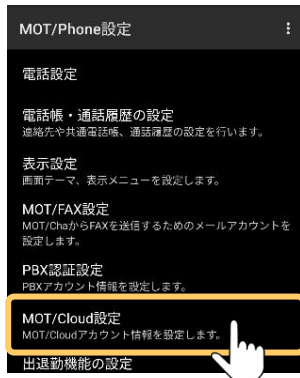 MOT/Phone設定
電話設定
電話帳・通話履歴の設定
連絡先や共通電話帳、通話履歴の設定を行います。
表示設定
画面テーマ、表示メニューを設定します。
MOT/FAX設定
MOT/ChaからFAXを送信するためのメールアカウントを
設定します。
PBX認証設定
PBXアカウント情報を設定します。
MOT/Cloud設定
MOT/Cloudアカウント情報を設定します。
出退勤機能の設定